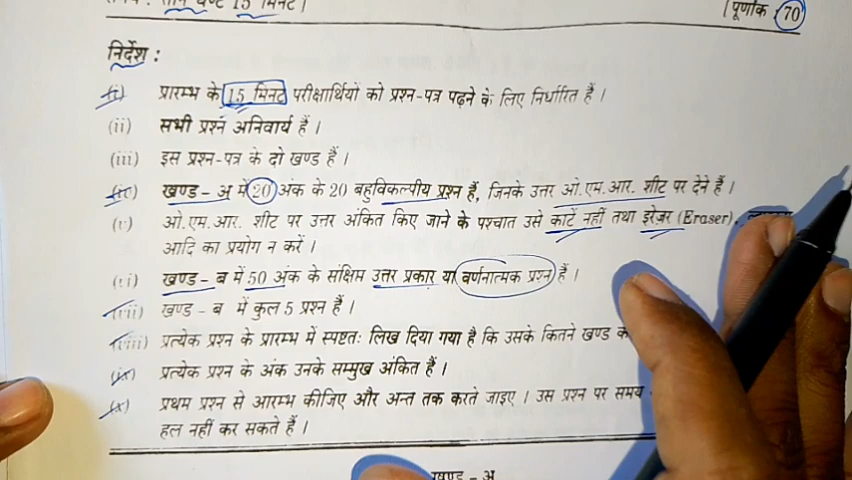 तीन घण्टे 15 मिनट । | पूर्णांक : 70
निर्देश :
(i) प्रारम्भ के 15 मिनट परीक्षार्थियों को प्रश्न-पत्र पढ़ने के लिए निर्धारित हैं ।
(ii) सभी प्रश्न अनिवार्य हैं ।
(iii) इस प्रश्न-पत्र के दो खण्ड हैं ।
(iv) खण्ड - अ में 20 अंक के 20 बहुविकल्पीय प्रश्न हैं, जिनके उत्तर ओ.एम.आर. शीट पर देने हैं ।
(v) ओ.एम.आर. शीट पर उत्तर अंकित किए जाने के पश्चात उसे काटें नहीं तथा इरेज़र (Eraser),
आदि का प्रयोग न करें ।
(vi) खण्ड - ब में 50 अंक के संक्षिप्त उत्तर प्रकार या वर्णनात्मक प्रश्न हैं ।
(vii) खण्ड - ब में कुल 5 प्रश्न हैं ।
(viii) प्रत्येक प्रश्न के प्रारम्भ में स्पष्टतः लिख दिया गया है कि उसके कितने खण्ड क
(ix) प्रत्येक प्रश्न के अंक उनके सम्मुख अंकित हैं ।
(x) प्रथम प्रश्न से आरम्भ कीजिए और अन्त तक करते जाइए । उस प्रश्न पर समय
हल नहीं कर सकते हैं ।
खण्ड - अ